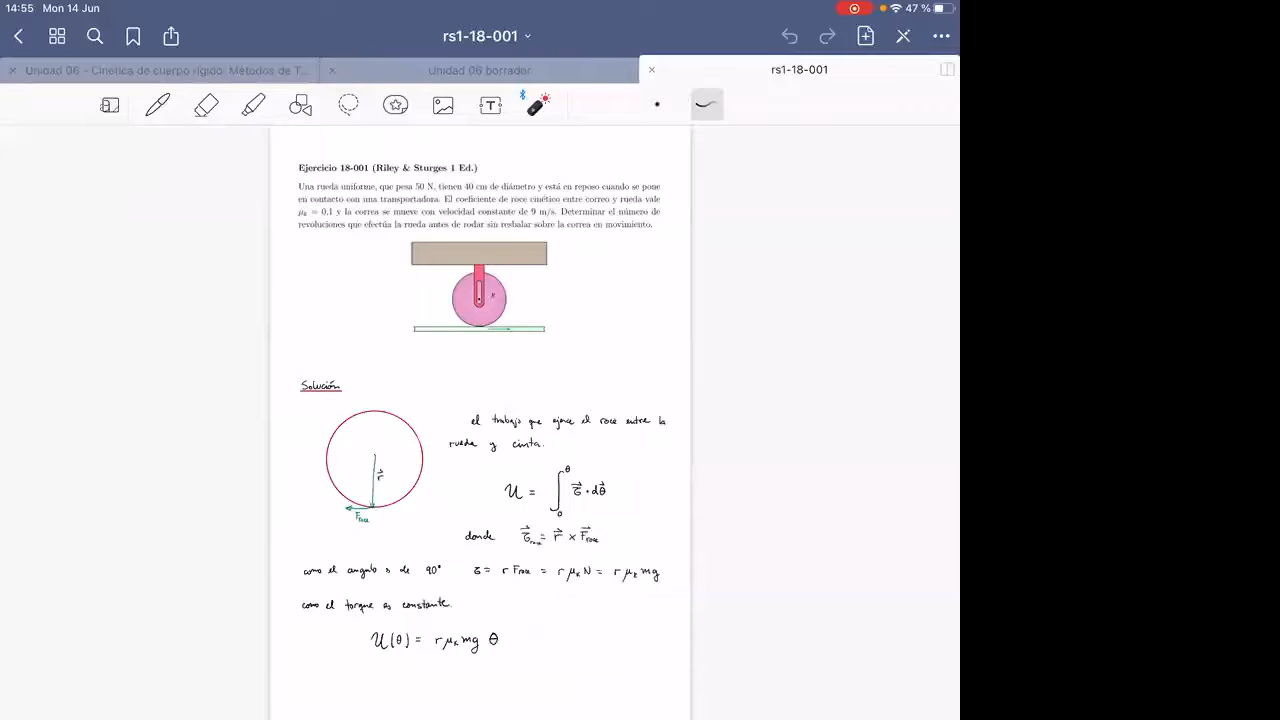 14:55 Mon 14 Jun
47 %
rs1-18-001
Unidad 06 - Cinética de cuerpo rígido: Métodos de T...
Unidad 06 borrador
rs1-18-001
T
Ejercicio 18-001 (Riley & Sturges 1 Ed.)
Una rueda uniforme, que pesa 50 N, tienen 40 cm de diámetro y está en reposo cuando se pone
en contacto con una transportadora. El coeficiente de roce cinético entre correo y rueda vale
μₖ = 0.1 y la correa se mueve con velocidad constante de 9 m/s. Determinar el número de
revoluciones que efectúa la rueda antes de rodar sin resbalar sobre la correa en movimiento.
Solución
el trabajo que ejerce el roce entre la
rueda y cinta.
r⃗
F roce
U = ∫₀^θ τ⃗ · dθ⃗
donde τ⃗ roce = r⃗ × F⃗ roce
como el angulo s de 90° τ = r F roce = r μₖ N = r μₖ mg
como el torque es constante.
U(θ) = r μₖ mg θ